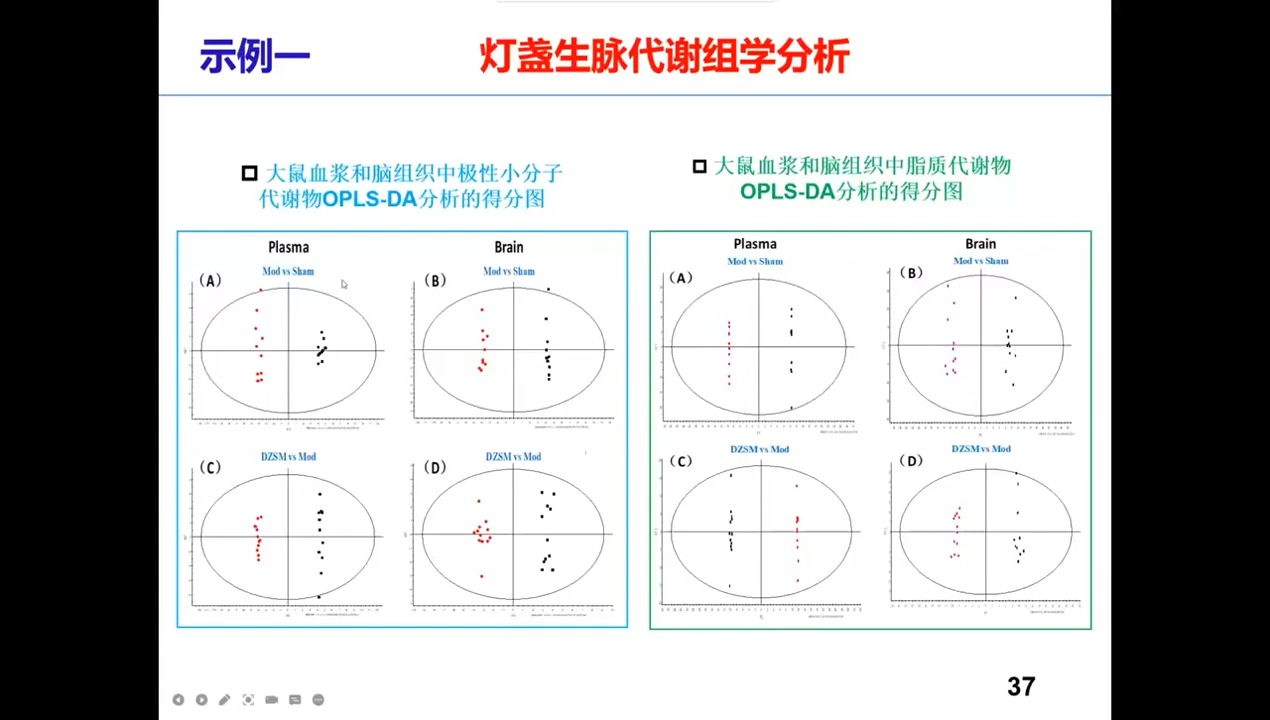 示例一
灯盏生脉代谢组学分析
大鼠血浆和脑组织中极性小分子
代谢物OPLS-DA分析的得分图
Plasma
Brain
(A)
Mod vs Sham
(B)
Mod vs Sham
(C)
DZSM vs Mod
(D)
DZSM vs Mod
大鼠血浆和脑组织中脂质代谢物
OPLS-DA分析的得分图
Plasma
Brain
(A)
Mod vs Sham
(B)
Mod vs Sham
(C)
DZSM vs Mod
(D)
DZSM vs Mod
37